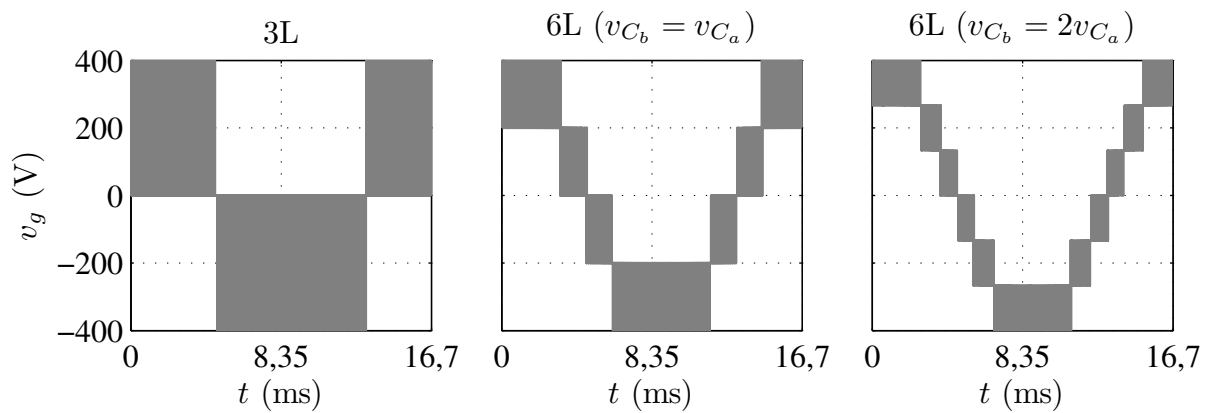 3L
6L (v_{C_b} = v_{C_a})
6L (v_{C_b} = 2v_{C_a})
v_g (V)
400
200
0
−200
−400
0 8,35 16,7
0 8,35 16,7
0 8,35 16,7
t (ms)
t (ms)
t (ms)